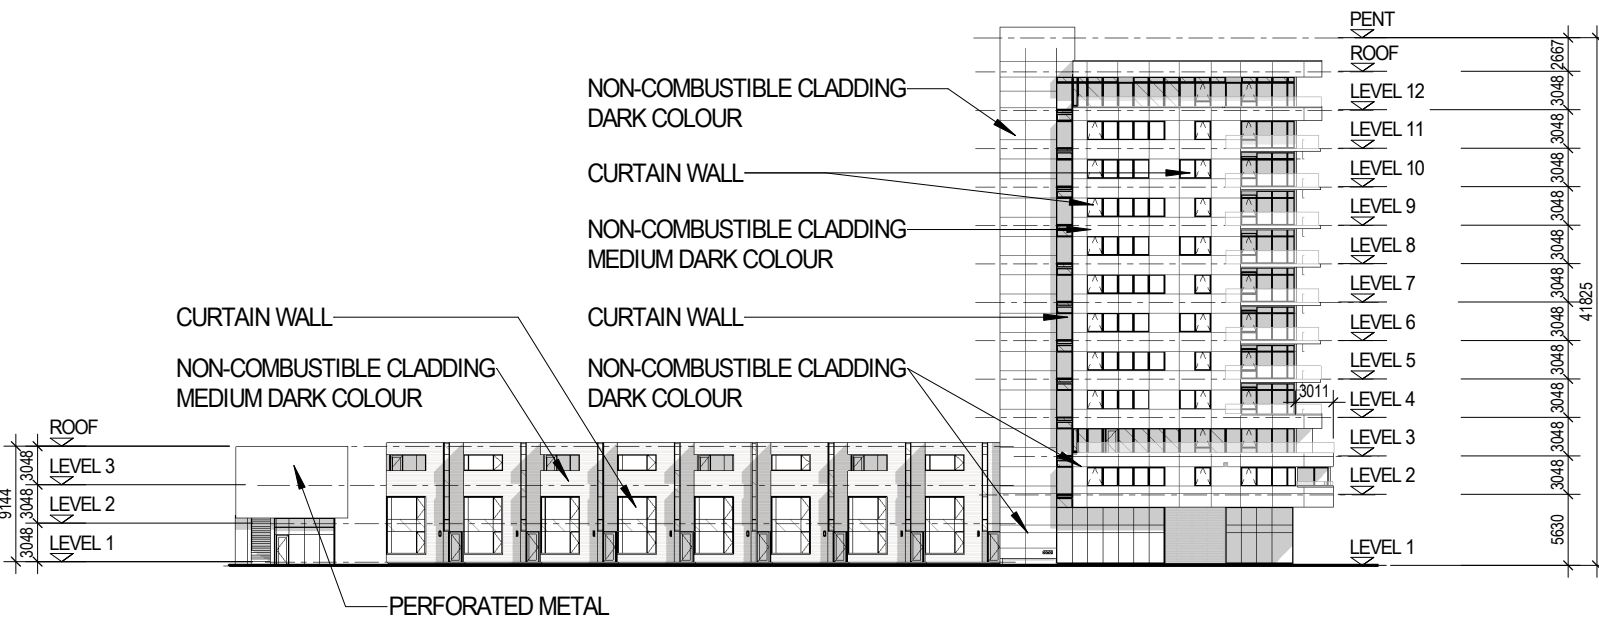 PENT
ROOF
LEVEL 12
LEVEL 11
LEVEL 10
LEVEL 9
LEVEL 8
LEVEL 7
LEVEL 6
LEVEL 5
LEVEL 4
LEVEL 3
LEVEL 2
LEVEL 1
2667
3048
3048
3048
3048
3048
3048
3048
3048
3048
3048
3048
5630
41825
3011
NON-COMBUSTIBLE CLADDING
DARK COLOUR
CURTAIN WALL
NON-COMBUSTIBLE CLADDING
MEDIUM DARK COLOUR
CURTAIN WALL
NON-COMBUSTIBLE CLADDING
DARK COLOUR
CURTAIN WALL
NON-COMBUSTIBLE CLADDING
MEDIUM DARK COLOUR
ROOF
LEVEL 3
LEVEL 2
LEVEL 1
3048
3048
3048
9144
PERFORATED METAL